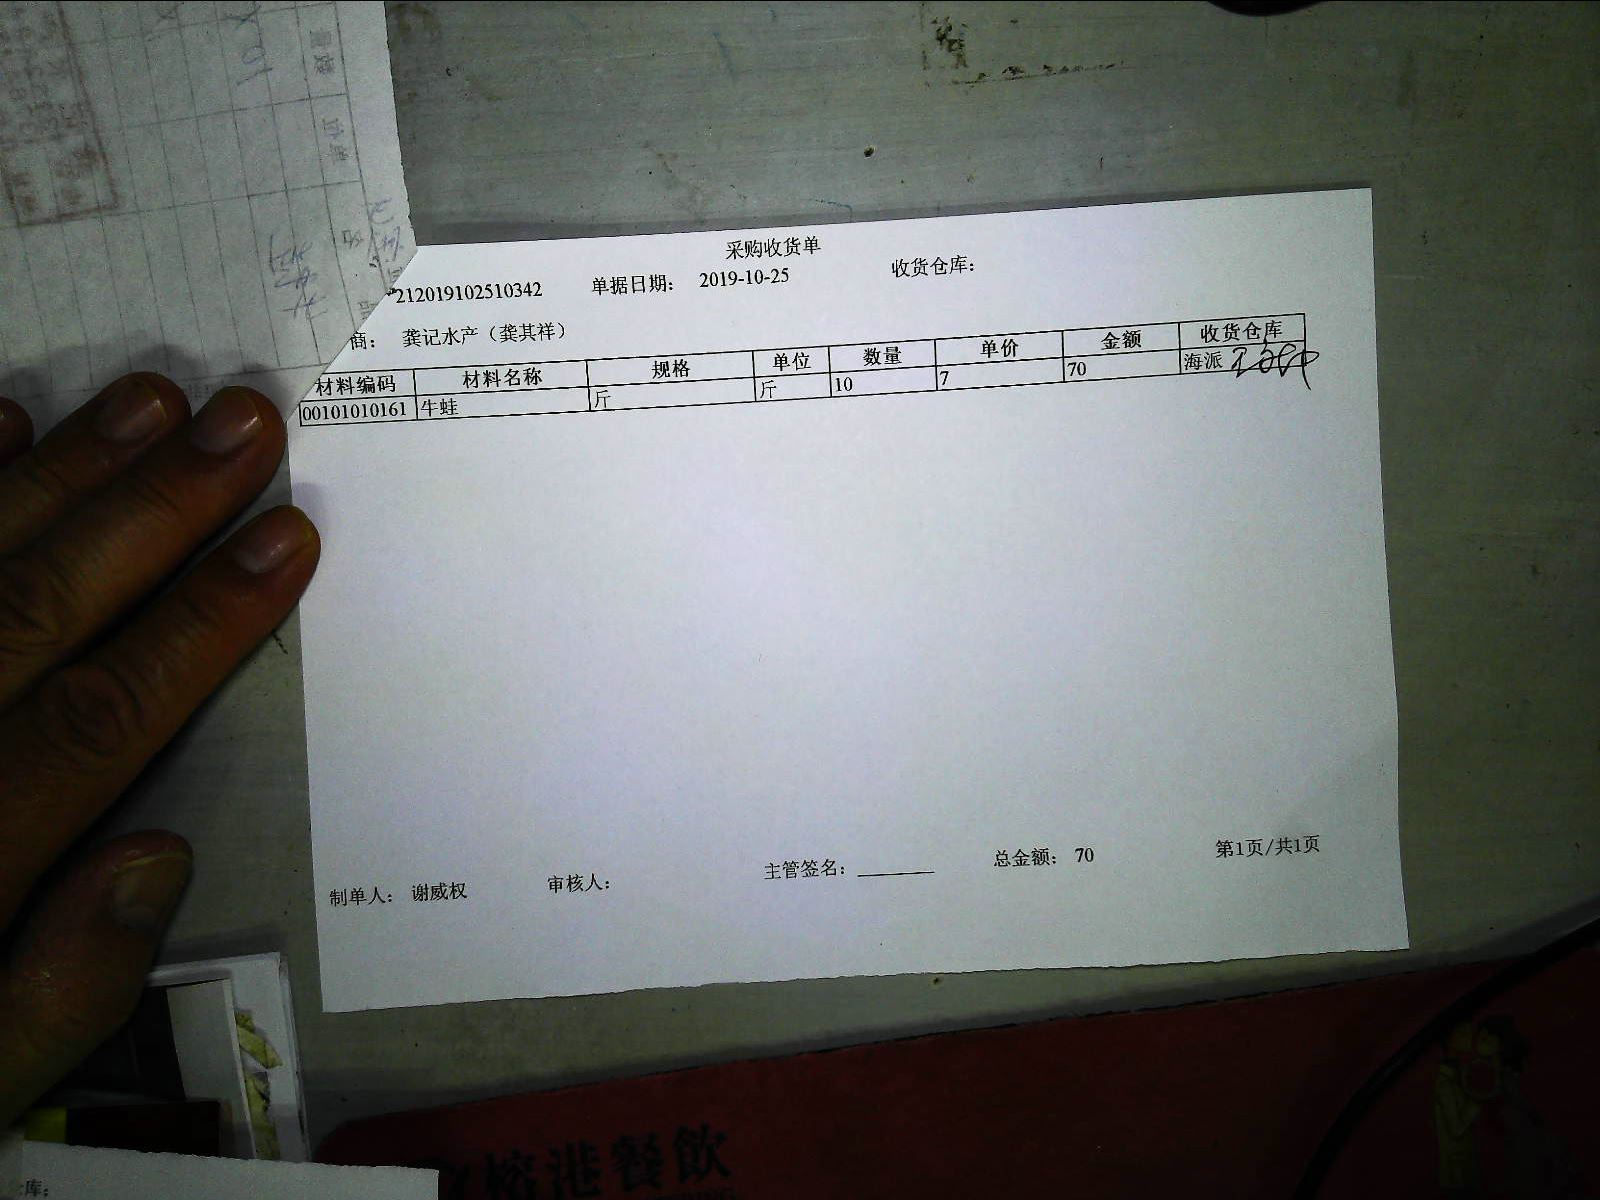 采购收货单
212019102510342 单据日期： 2019-10-25 收货仓库：
商： 龚记水产（龚其祥）
材料编码 材料名称 规格 单位 数量 单价 金额 收货仓库
00101010161 牛蛙 斤 斤 10 7 70 海派
制单人： 谢威权 审核人： 主管签名： 总金额： 70 第1页/共1页
港餐飲
库：